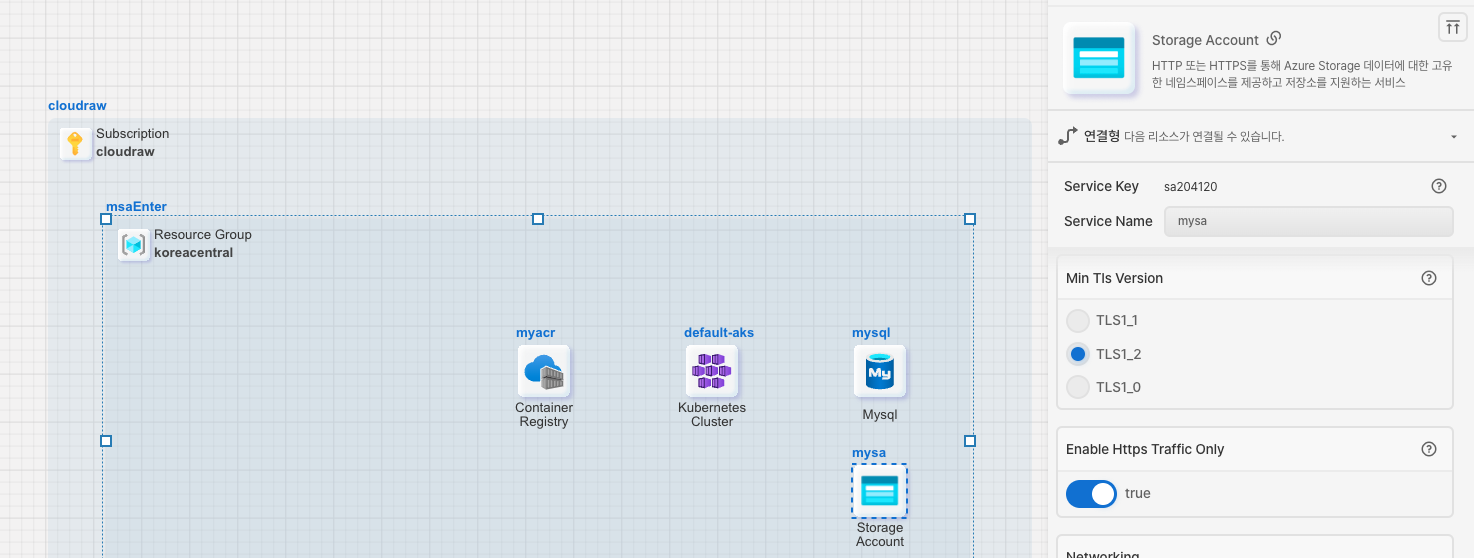 cloudraw
Subscription
cloudraw
msaEnter
Resource Group
koreacentral
myacr
Container
Registry
default-aks
Kubernetes
Cluster
mysql
My
Mysql
mysa
Storage
Account
Storage Account
HTTP 또는 HTTPS를 통해 Azure Storage 데이터에 대한 고유
한 네임스페이스를 제공하고 저장소를 지원하는 서비스
연결형 다음 리소스가 연결될 수 있습니다.
Service Key sa204120
Service Name mysa
Min Tls Version
TLS1_1
TLS1_2
TLS1_0
Enable Https Traffic Only
true
Networking